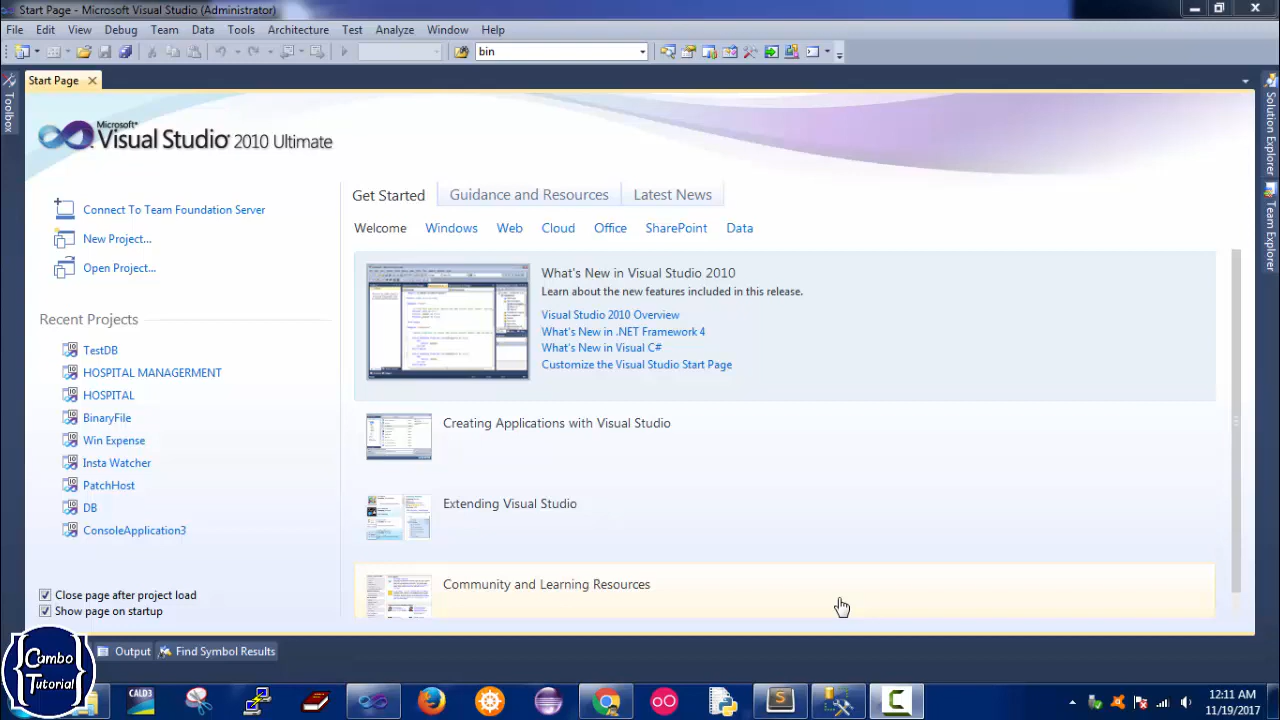 Start Page - Microsoft Visual Studio (Administrator)
File Edit View Debug Team Data Tools Architecture Test Analyze Window Help
bin
Start Page
Toolbox
Solution Explorer
Team Explorer
Microsoft®
Visual Studio® 2010 Ultimate
Connect To Team Foundation Server
New Project...
Open Project...
Recent Projects
TestDB
HOSPITAL MANAGERMENT
HOSPITAL
BinaryFile
Win Expense
Insta Watcher
PatchHost
DB
ConsoleApplication3
Close page after project load
Show page on startup
Get Started Guidance and Resources Latest News
Welcome Windows Web Cloud Office SharePoint Data
What's New in Visual Studio 2010
Learn about the new features included in this release.
Visual Studio 2010 Overview
What's New in .NET Framework 4
What's New in Visual C#
Customize the Visual Studio Start Page
Creating Applications with Visual Studio
Extending Visual Studio
Community and Learning Resources
Output Find Symbol Results
Combo
Tutorial
CALD3
12:11 AM
11/19/2017